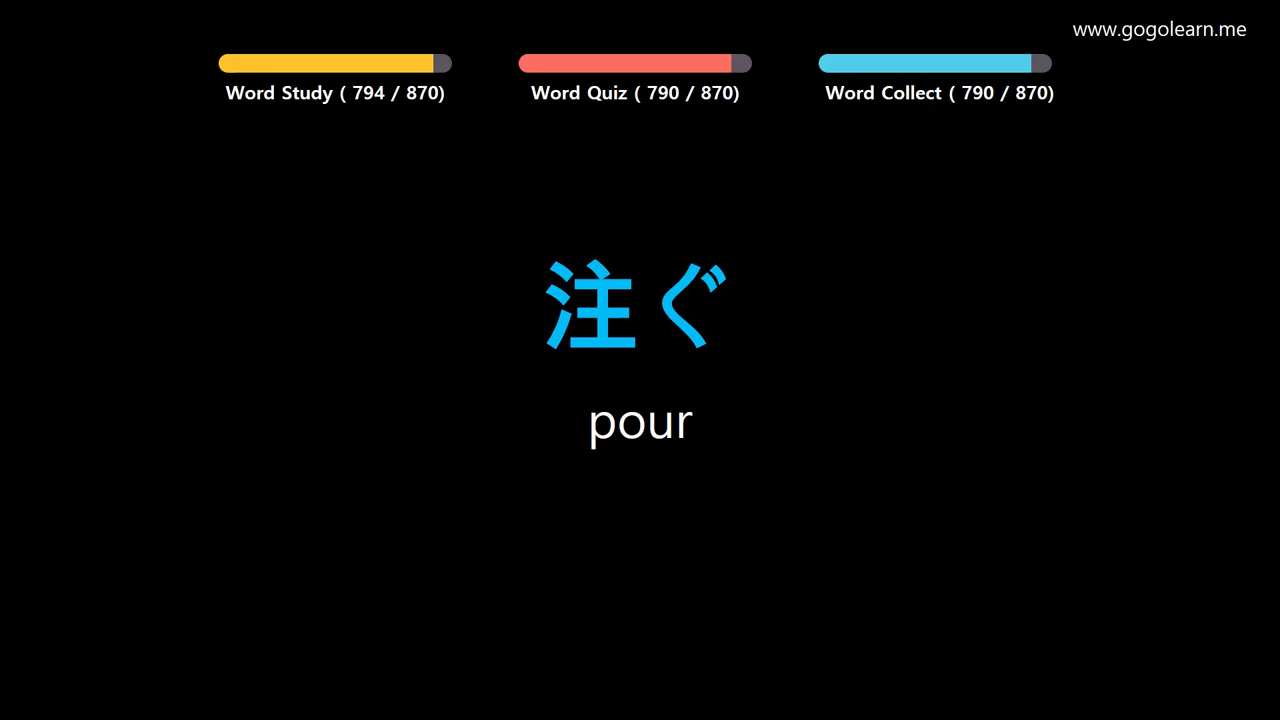 www.gogolearn.me
Word Study ( 794 / 870)
Word Quiz ( 790 / 870)
Word Collect ( 790 / 870)
注ぐ
pour